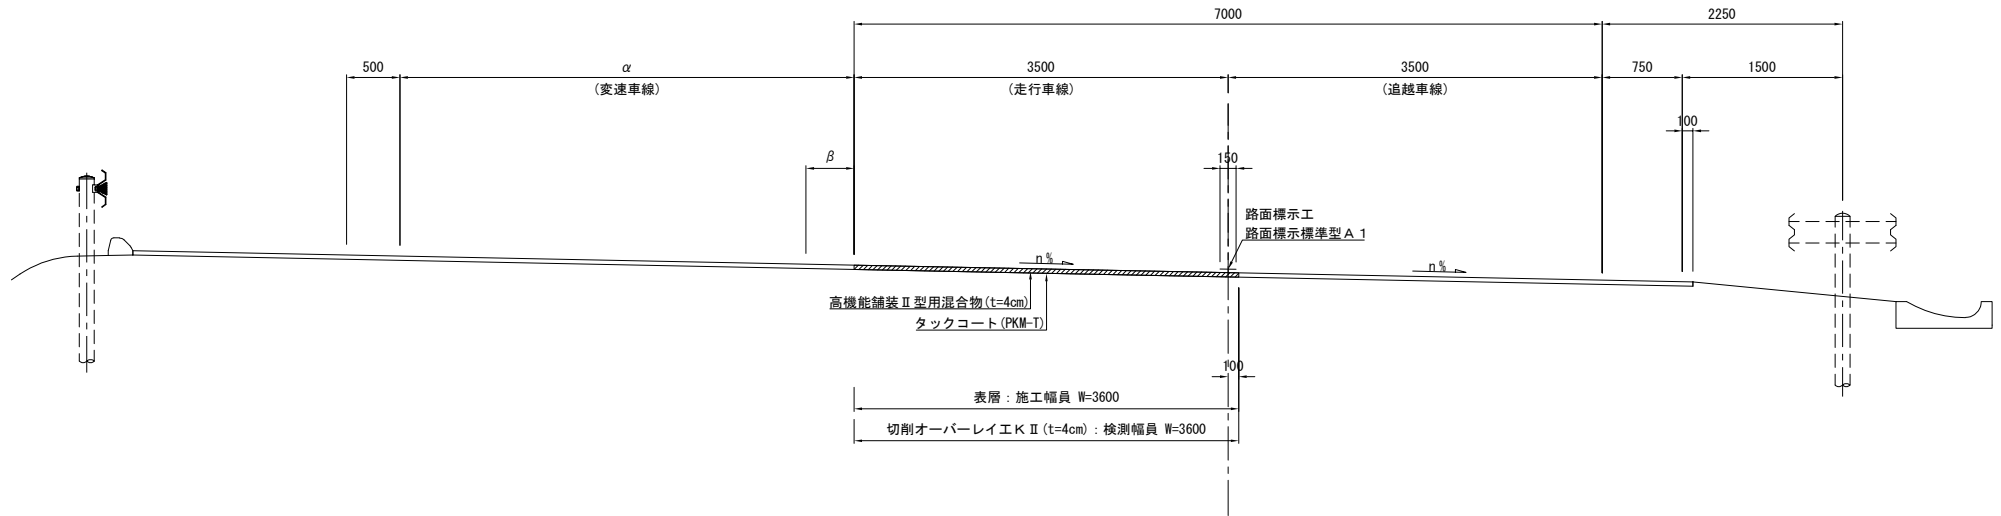 7000
2250
500
α
3500
3500
750
1500
(変速車線)
(走行車線)
(追越車線)
100
β
150
路面標示工
路面標示標準型A1
n%
n%
高機能舗装Ⅱ型用混合物(t=4cm)
タックコート(PKM-T)
100
表層:施工幅員 W=3600
切削オーバーレイ工KⅡ(t=4cm):検測幅員 W=3600